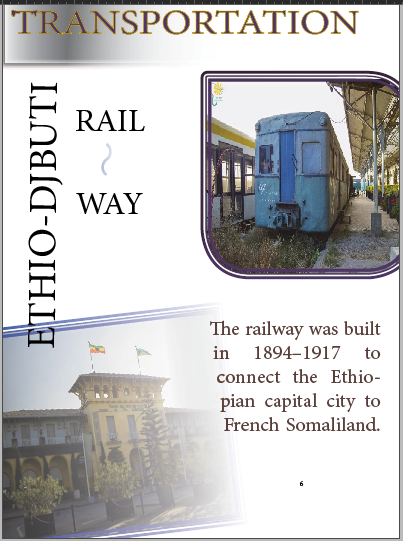 TRANSPORTATION
ETHIO-DJBUTI
RAIL
WAY
The railway was built
in 1894–1917 to
connect the Ethio-
pian capital city to
French Somaliland.
6